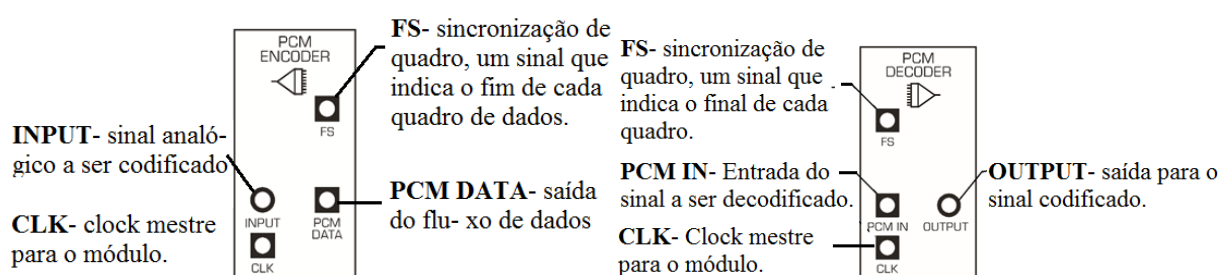 FS- sincronização de
quadro, um sinal que
indica o fim de cada
quadro de dados.
PCM
ENCODER
FS
INPUT- sinal analó-
gico a ser codificado
INPUT
PCM
DATA
PCM DATA- saída
do flu- xo de dados
CLK- clock mestre
para o módulo.
CLK
FS- sincronização de
quadro, um sinal que
indica o final de cada
quadro.
PCM
DECODER
FS
PCM IN- Entrada do
sinal a ser decodificado.
PCM IN
OUTPUT
OUTPUT- saída para o
sinal codificado.
CLK- Clock mestre
para o módulo.
CLK